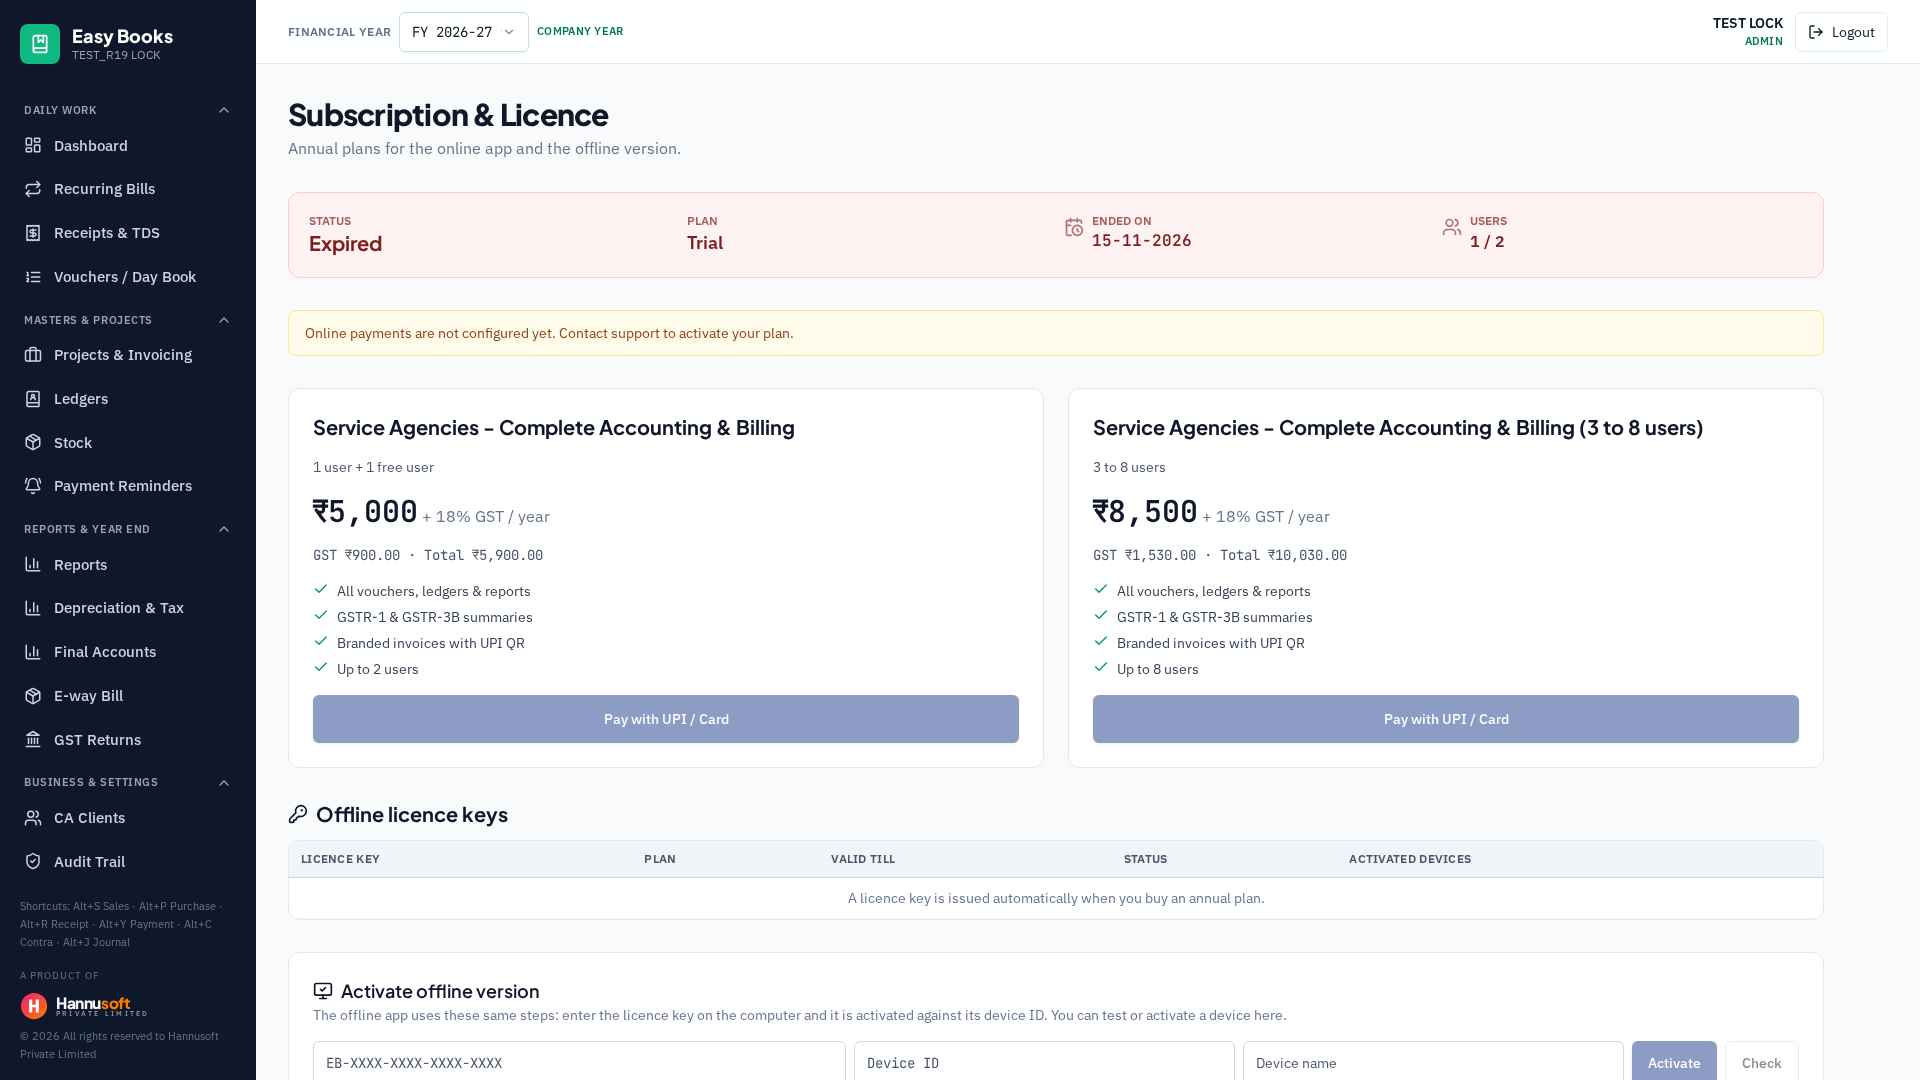 Easy Books
TEST_R19 LOCK
DAILY WORK
Dashboard
Recurring Bills
Receipts & TDS
Vouchers / Day Book
MASTERS & PROJECTS
Projects & Invoicing
Ledgers
Stock
Payment Reminders
REPORTS & YEAR END
Reports
Depreciation & Tax
Final Accounts
E-way Bill
GST Returns
BUSINESS & SETTINGS
CA Clients
Audit Trail
Shortcuts: Alt+S Sales · Alt+P Purchase ·
Alt+R Receipt · Alt+Y Payment · Alt+C
Contra · Alt+J Journal
A PRODUCT OF
H Hannusoft
PRIVATE LIMITED
© 2026 All rights reserved to Hannusoft
Private Limited
FINANCIAL YEAR FY 2026-27 COMPANY YEAR
TEST LOCK
ADMIN
Logout
Subscription & Licence
Annual plans for the online app and the offline version.
STATUS PLAN ENDED ON USERS
Expired Trial 15-11-2026 1 / 2
Online payments are not configured yet. Contact support to activate your plan.
Service Agencies - Complete Accounting & Billing
1 user + 1 free user
₹5,000 + 18% GST / year
GST ₹900.00 · Total ₹5,900.00
All vouchers, ledgers & reports
GSTR-1 & GSTR-3B summaries
Branded invoices with UPI QR
Up to 2 users
Pay with UPI / Card
Service Agencies - Complete Accounting & Billing (3 to 8 users)
3 to 8 users
₹8,500 + 18% GST / year
GST ₹1,530.00 · Total ₹10,030.00
All vouchers, ledgers & reports
GSTR-1 & GSTR-3B summaries
Branded invoices with UPI QR
Up to 8 users
Pay with UPI / Card
Offline licence keys
LICENCE KEY PLAN VALID TILL STATUS ACTIVATED DEVICES
A licence key is issued automatically when you buy an annual plan.
Activate offline version
The offline app uses these same steps: enter the licence key on the computer and it is activated against its device ID. You can test or activate a device here.
EB-XXXX-XXXX-XXXX-XXXX Device ID Device name Activate Check